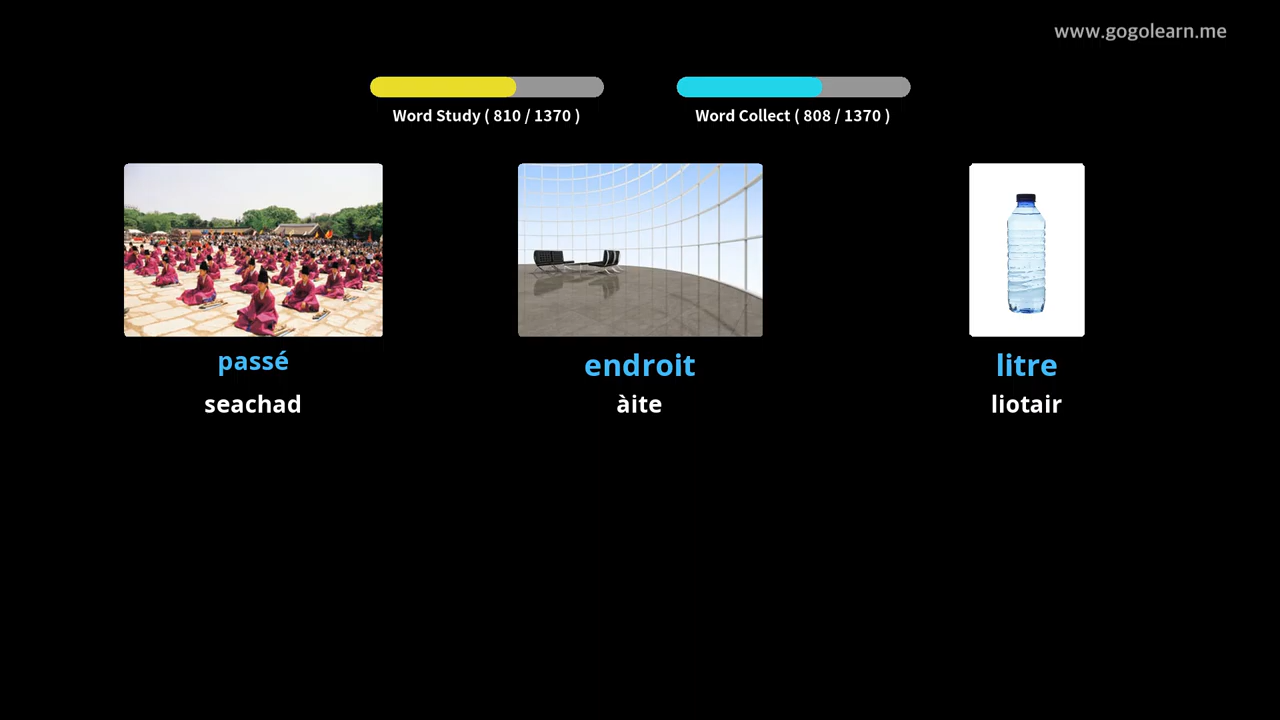 www.gogolearn.me
Word Study ( 810 / 1370 )
Word Collect ( 808 / 1370 )
passé
endroit
litre
seachad
àite
liotair